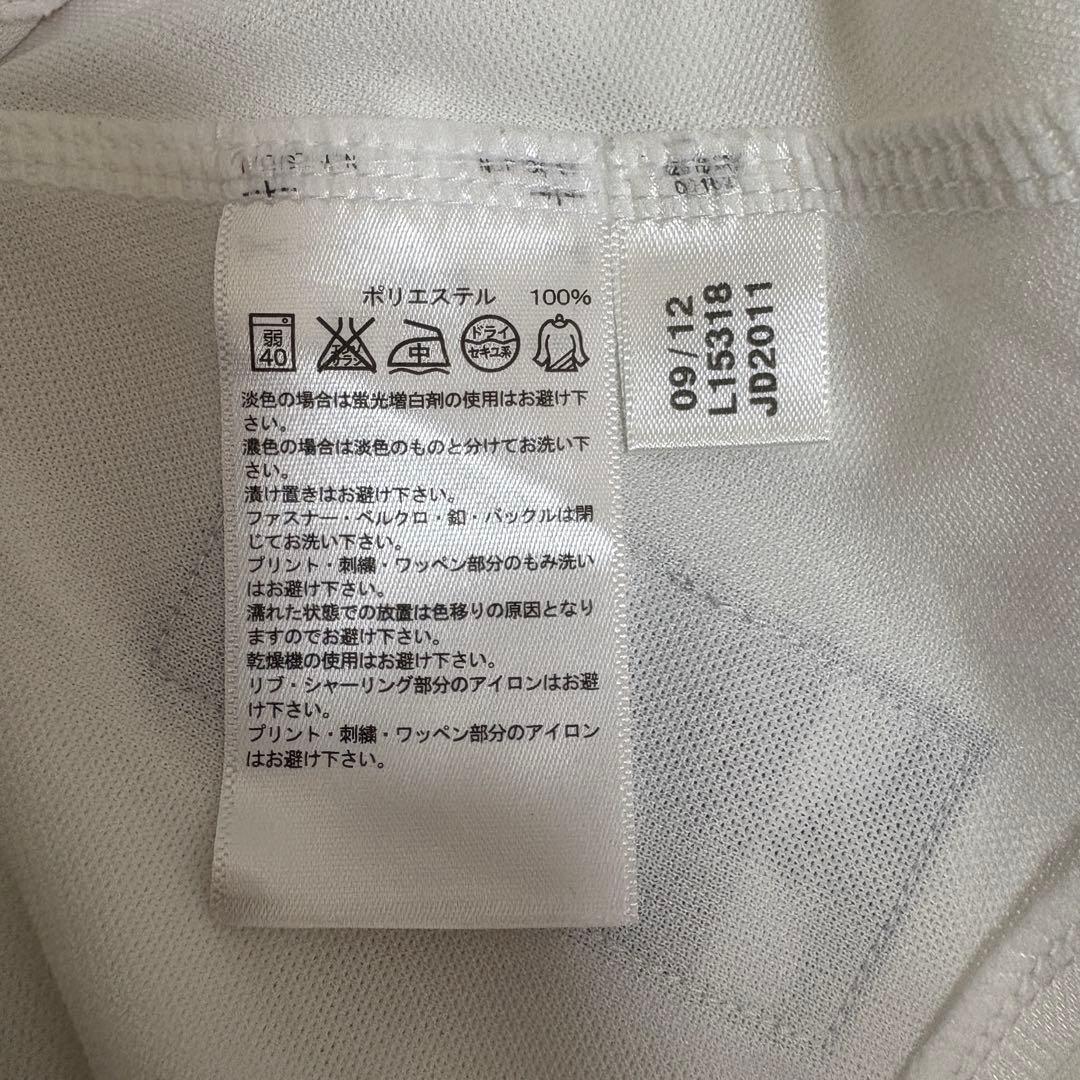 ポリエステル 100%
弱
40
中
ドライ
セキユ系
淡色の場合は蛍光増白剤の使用はお避け下
さい。
濃色の場合は淡色のものと分けてお洗い下
さい。
漬け置きはお避け下さい。
ファスナー・ベルクロ・釦・バックルは閉
じてお洗い下さい。
プリント・刺繍・ワッペン部分のもみ洗い
はお避け下さい。
濡れた状態での放置は色移りの原因となり
ますのでお避け下さい。
乾燥機の使用はお避け下さい。
リブ・シャーリング部分のアイロンはお避
け下さい。
プリント・刺繍・ワッペン部分のアイロン
はお避け下さい。
09/12
L15318
JD2011